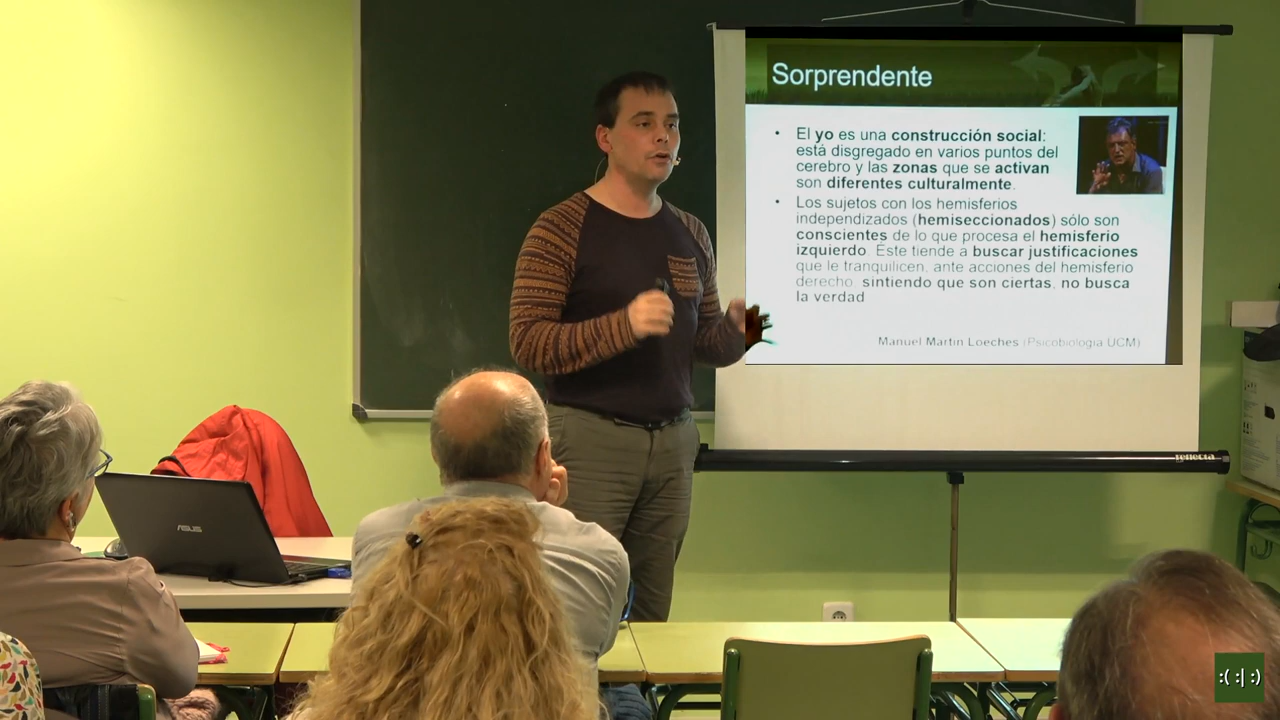 Sorprendente
• El yo es una construcción social:
está disgregado en varios puntos del
cerebro y las zonas que se activan
son diferentes culturalmente.
• Los sujetos con los hemisferios
independizados (hemiseccionados) sólo son
conscientes de lo que procesa el hemisferio
izquierdo. Este tiende a buscar justificaciones
que le tranquilicen, ante acciones del hemisferio
derecho, sintiendo que son ciertas, no busca
la verdad
Manuel Martin Loeches (Psicobiología UCM)
reflecta
ASUS
:( :| :)